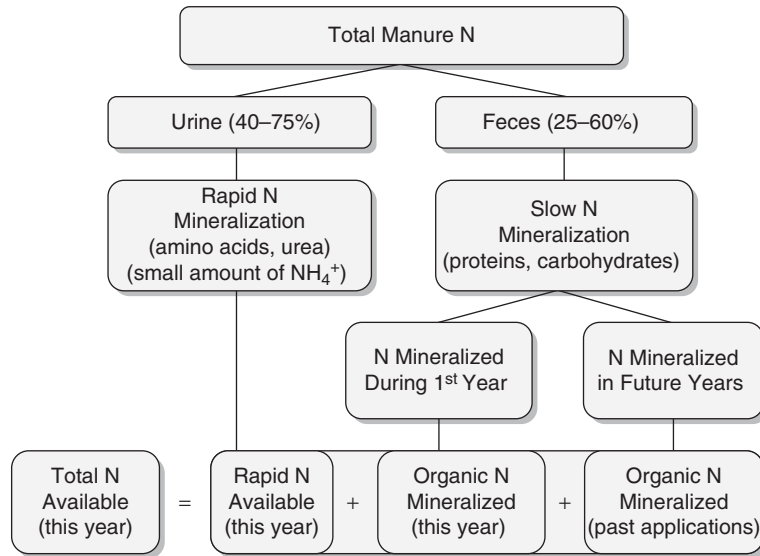 Total Manure N
Urine (40–75%)
Feces (25–60%)
Rapid N
Mineralization
(amino acids, urea)
(small amount of NH₄⁺)
Slow N
Mineralization
(proteins, carbohydrates)
N Mineralized
During 1ˢᵗ Year
N Mineralized
in Future Years
Total N
Available
(this year)
=
Rapid N
Available
(this year)
+
Organic N
Mineralized
(this year)
+
Organic N
Mineralized
(past applications)